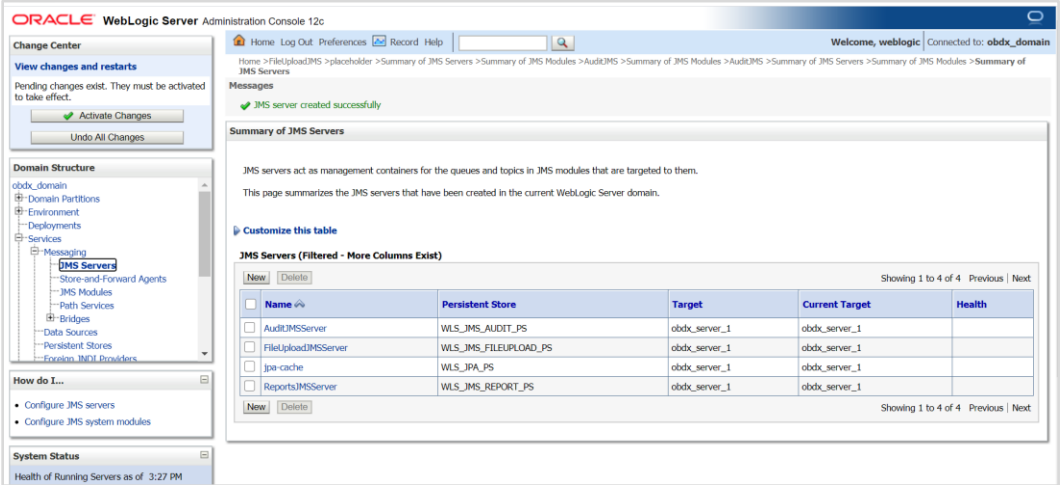 ORACLE WebLogic Server Administration Console 12c
Change Center
View changes and restarts
Pending changes exist. They must be activated
to take effect.
Activate Changes
Undo All Changes
Domain Structure
obdx_domain
Domain Partitions
Environment
Deployments
Services
Messaging
JMS Servers
Store-and-Forward Agents
JMS Modules
Path Services
Bridges
Data Sources
Persistent Stores
Foreign JNDI Providers
How do I...
Configure JMS servers
Configure JMS system modules
System Status
Health of Running Servers as of 3:27 PM
Home Log Out Preferences Record Help
Welcome, weblogic Connected to: obdx_domain
Home >FileUploadJMS >placeholder >Summary of JMS Servers >Summary of JMS Modules >AuditJMS >Summary of JMS Modules >AuditJMS >Summary of JMS Servers >Summary of JMS Modules >Summary of
JMS Servers
Messages
JMS server created successfully
Summary of JMS Servers
JMS servers act as management containers for the queues and topics in JMS modules that are targeted to them.
This page summarizes the JMS servers that have been created in the current WebLogic Server domain.
Customize this table
JMS Servers (Filtered - More Columns Exist)
New Delete Showing 1 to 4 of 4 Previous | Next
Name Persistent Store Target Current Target Health
AuditJMSServer WLS_JMS_AUDIT_PS obdx_server_1 obdx_server_1
FileUploadJMSServer WLS_JMS_FILEUPLOAD_PS obdx_server_1 obdx_server_1
jpa-cache WLS_JPA_PS obdx_server_1 obdx_server_1
ReportsJMSServer WLS_JMS_REPORT_PS obdx_server_1 obdx_server_1
New Delete Showing 1 to 4 of 4 Previous | Next